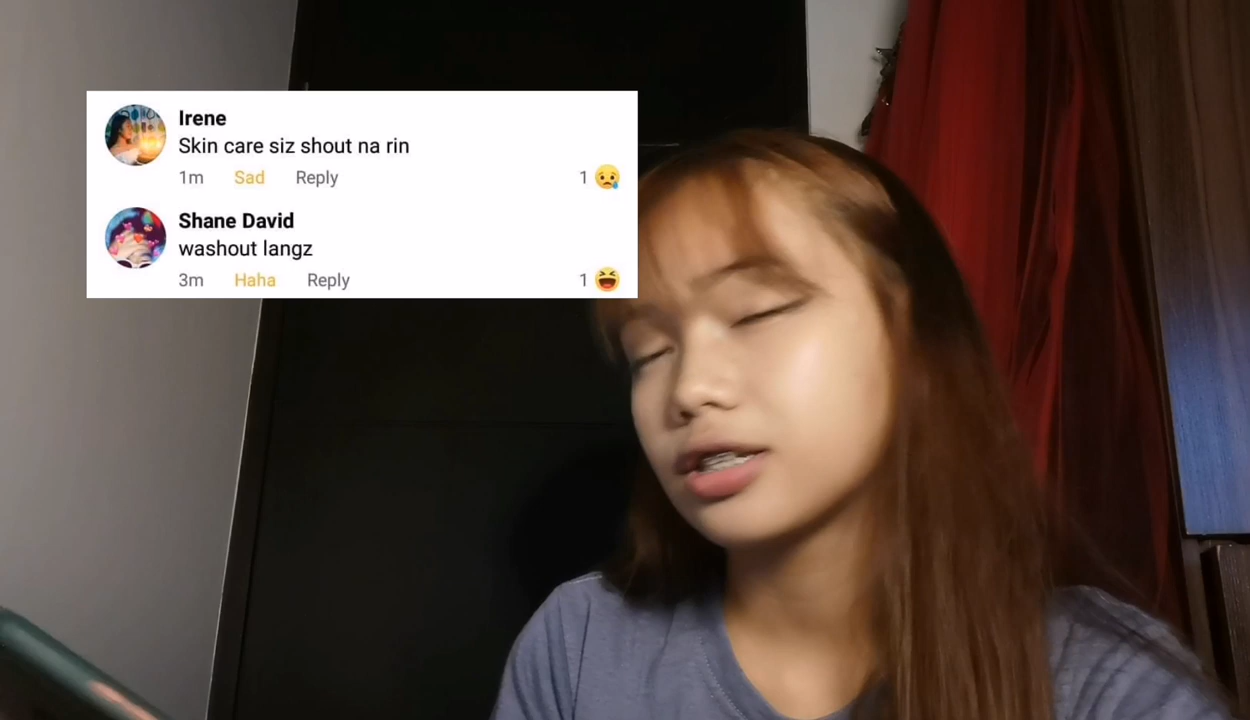 Irene
Skin care siz shout na rin
1m Sad Reply 1
Shane David
washout langz
3m Haha Reply 1